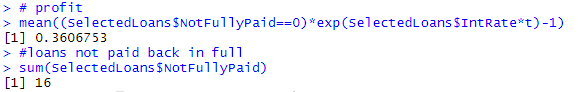 > # profit
> mean((SelectedLoans$NotFullyPaid==0)*exp(SelectedLoans$IntRate*t)-1)
[1] 0.3606753
> #loans not paid back in full
> sum(SelectedLoans$NotFullyPaid)
[1] 16